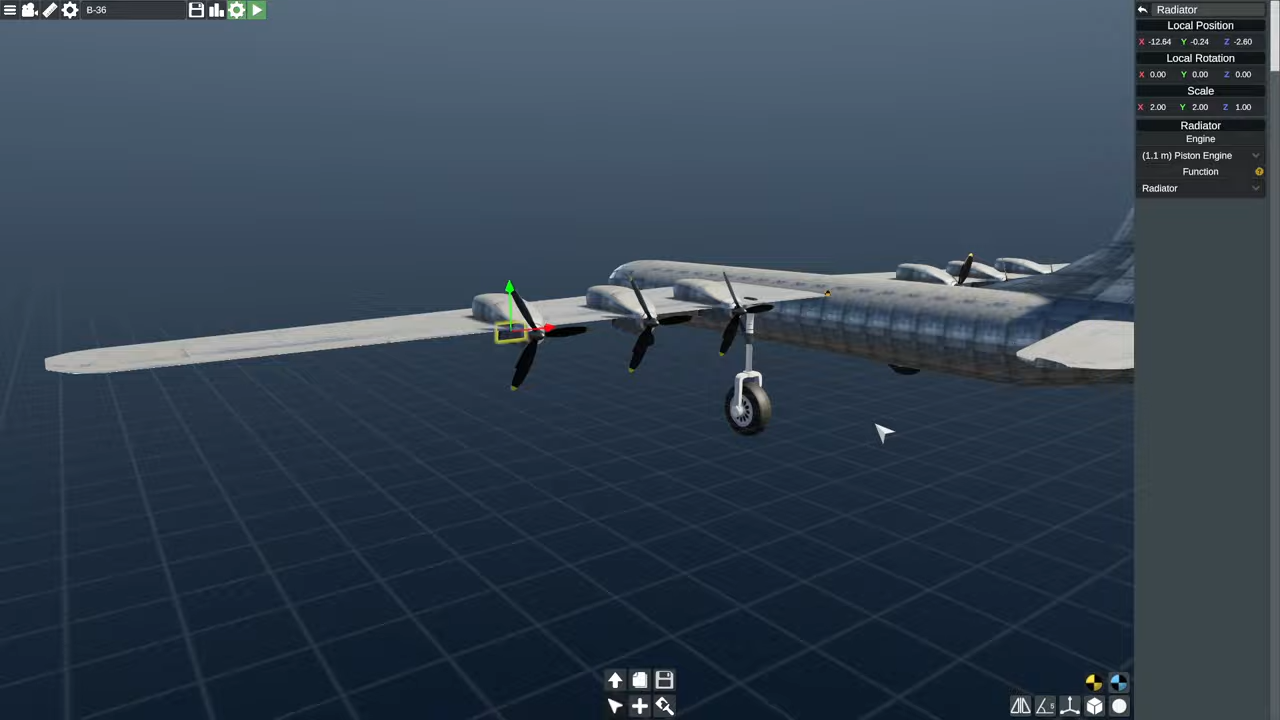 B-36
Radiator
Local Position
X -12.64 Y -0.24 Z -2.60
Local Rotation
X 0.00 Y 0.00 Z 0.00
Scale
X 2.00 Y 2.00 Z 1.00
Radiator
Engine
(1.1 m) Piston Engine
Function ?
Radiator
5